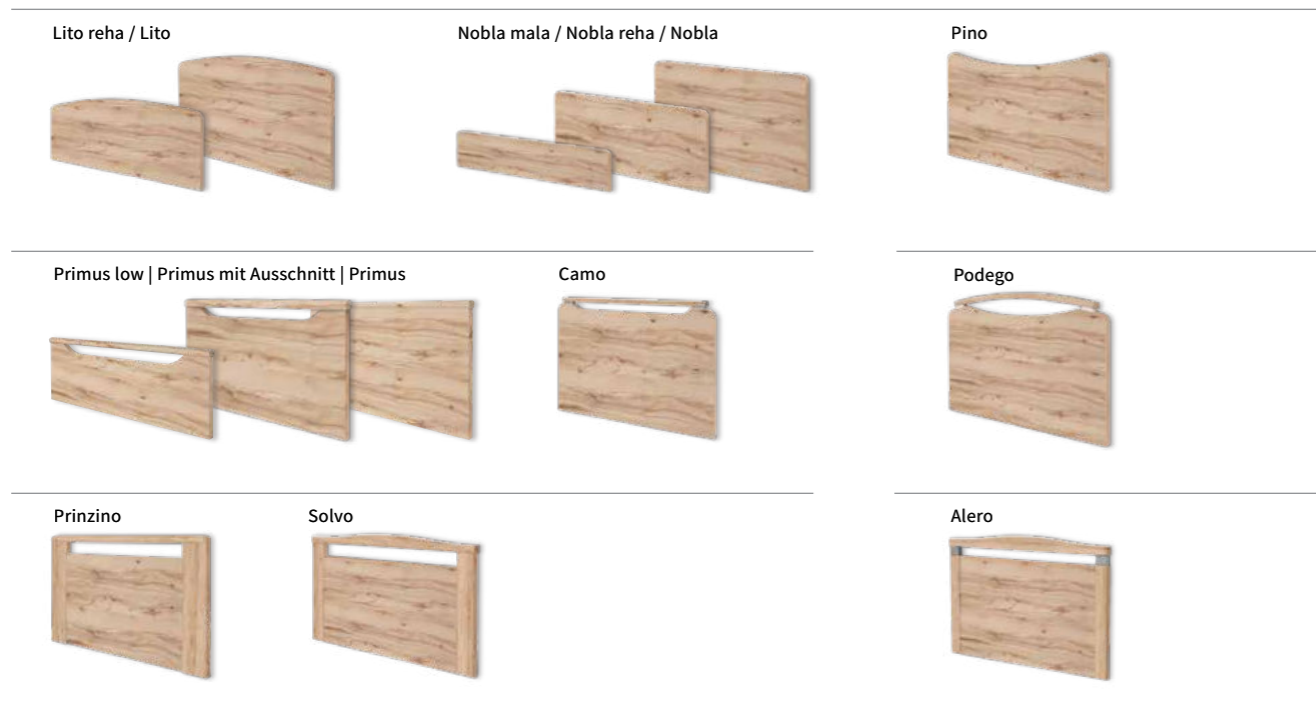 Lito reha / Lito
Nobla mala / Nobla reha / Nobla
Pino
Primus low | Primus mit Ausschnitt | Primus
Camo
Podego
Prinzino
Solvo
Alero